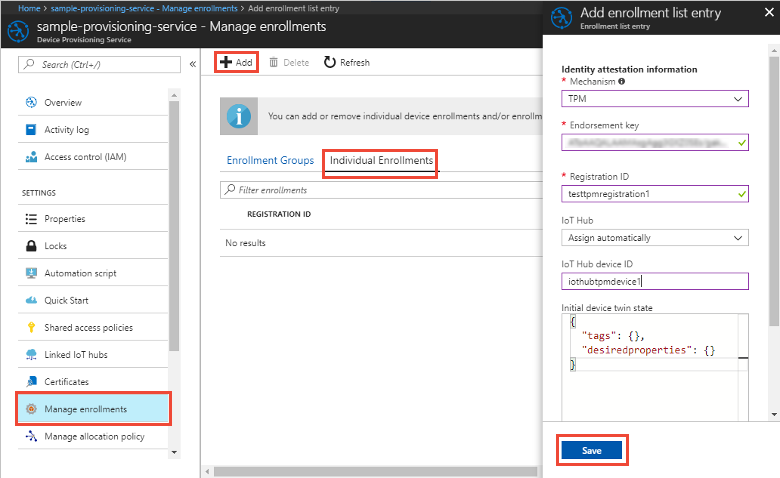 Home > sample-provisioning-service - Manage enrollments > Add enrollment list entry
sample-provisioning-service - Manage enrollments
Device Provisioning Service
Search (Ctrl+/)
Overview
Activity log
Access control (IAM)
SETTINGS
Properties
Locks
Automation script
Quick Start
Shared access policies
Linked IoT hubs
Certificates
Manage enrollments
Manage allocation policy
Add
Delete
Refresh
You can add or remove individual device enrollments and/or enrollm
Enrollment Groups
Individual Enrollments
Filter enrollments
REGISTRATION ID
No results
Add enrollment list entry
Enrollment list entry
Identity attestation information
* Mechanism
TPM
* Endorsement key
* Registration ID
testtpmregistration1
IoT Hub
Assign automatically
IoT Hub device ID
iothubtpmdevice1
Initial device twin state
{
"tags": {},
"desiredproperties": {}
}
Save